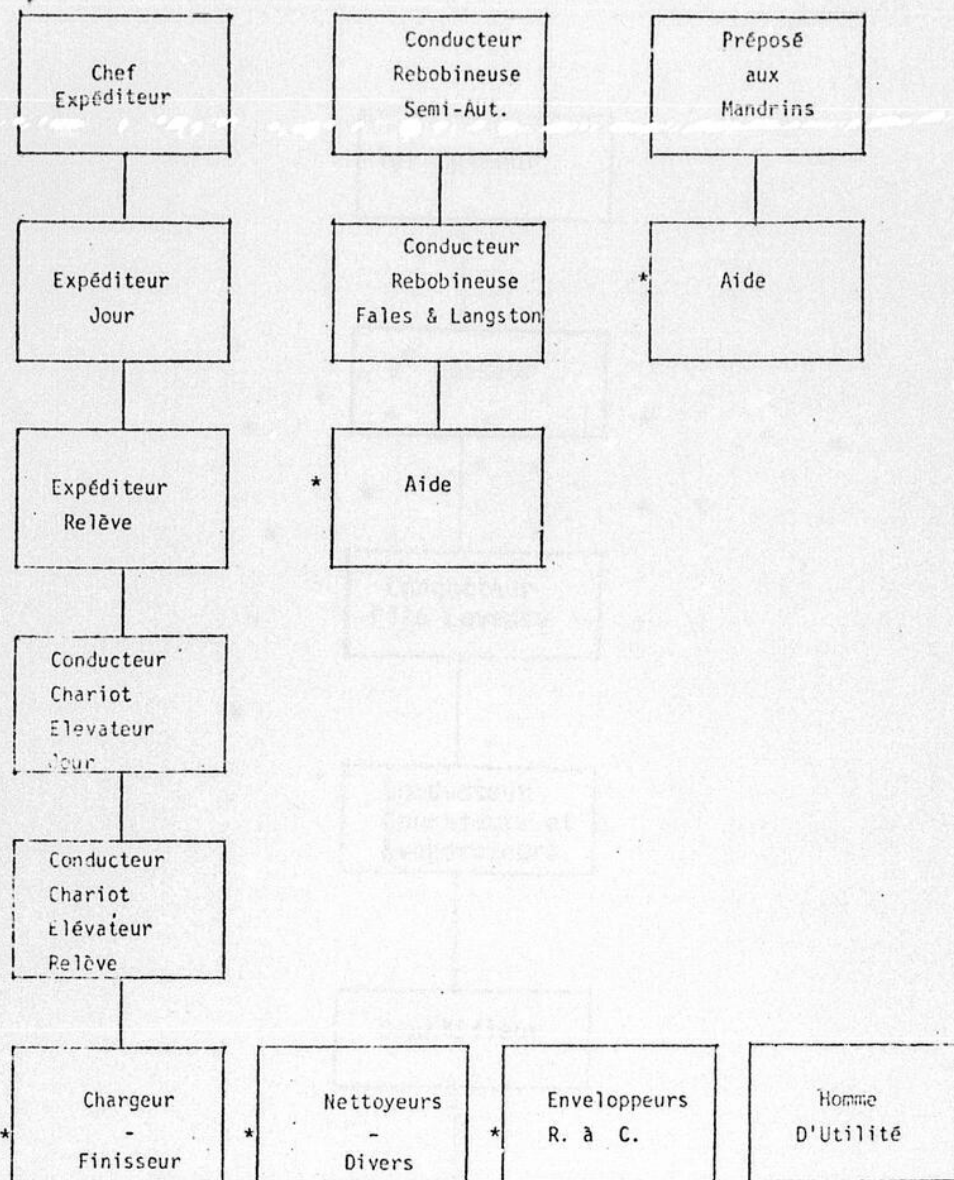 Chef
Expéditeur
Conducteur
Rebobineuse
Semi-Aut.
Préposé
aux
Mandrins
Expéditeur
Jour
Conducteur
Rebobineuse
Fales & Langston
* Aide
Expéditeur
Relève
* Aide
Conducteur
Chariot
Elevateur
Jour
Conducteur
Chariot
Elévateur
Relève
* Chargeur
-
Finisseur
* Nettoyeurs
-
Divers
* Enveloppeurs
R. à C.
Homme
D'Utilité